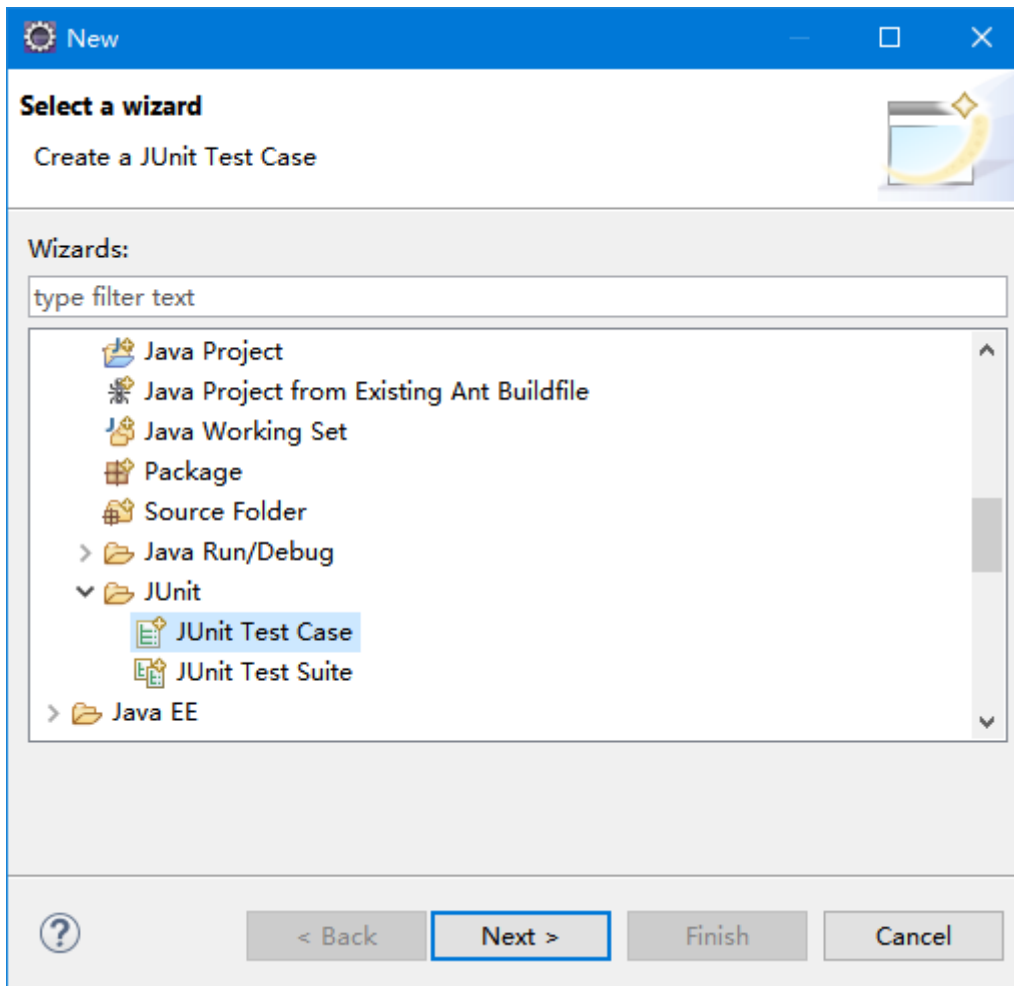 New
Select a wizard
Create a JUnit Test Case
Wizards:
type filter text
Java Project
Java Project from Existing Ant Buildfile
Java Working Set
Package
Source Folder
Java Run/Debug
JUnit
JUnit Test Case
JUnit Test Suite
Java EE
? < Back Next > Finish Cancel